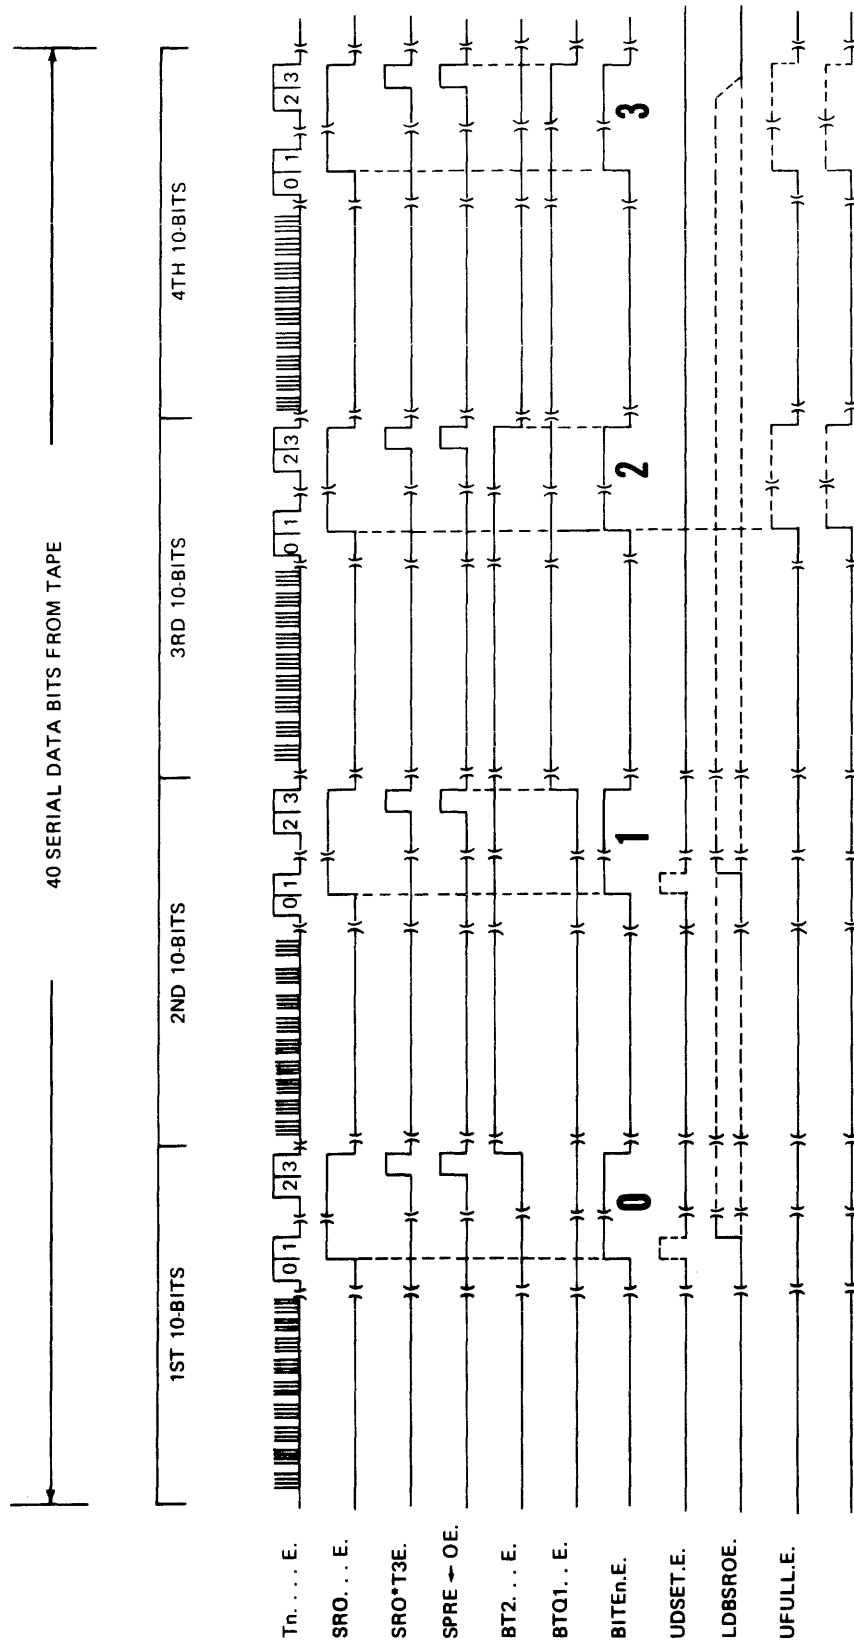 40 SERIAL DATA BITS FROM TAPE
1ST 10-BITS
2ND 10-BITS
3RD 10-BITS
4TH 10-BITS
Tn. . . . E.
0 1 2 3 0 1 2 3 0 1 2 3 0 1 2 3
SRO. . . E.
SRO*T3E.
SPRE ← OE.
BT2. . . E.
BTQ1. . E.
BITEn.E.
0 1 2 3
UDSET.E.
LDBSROE.
UFULL.E.